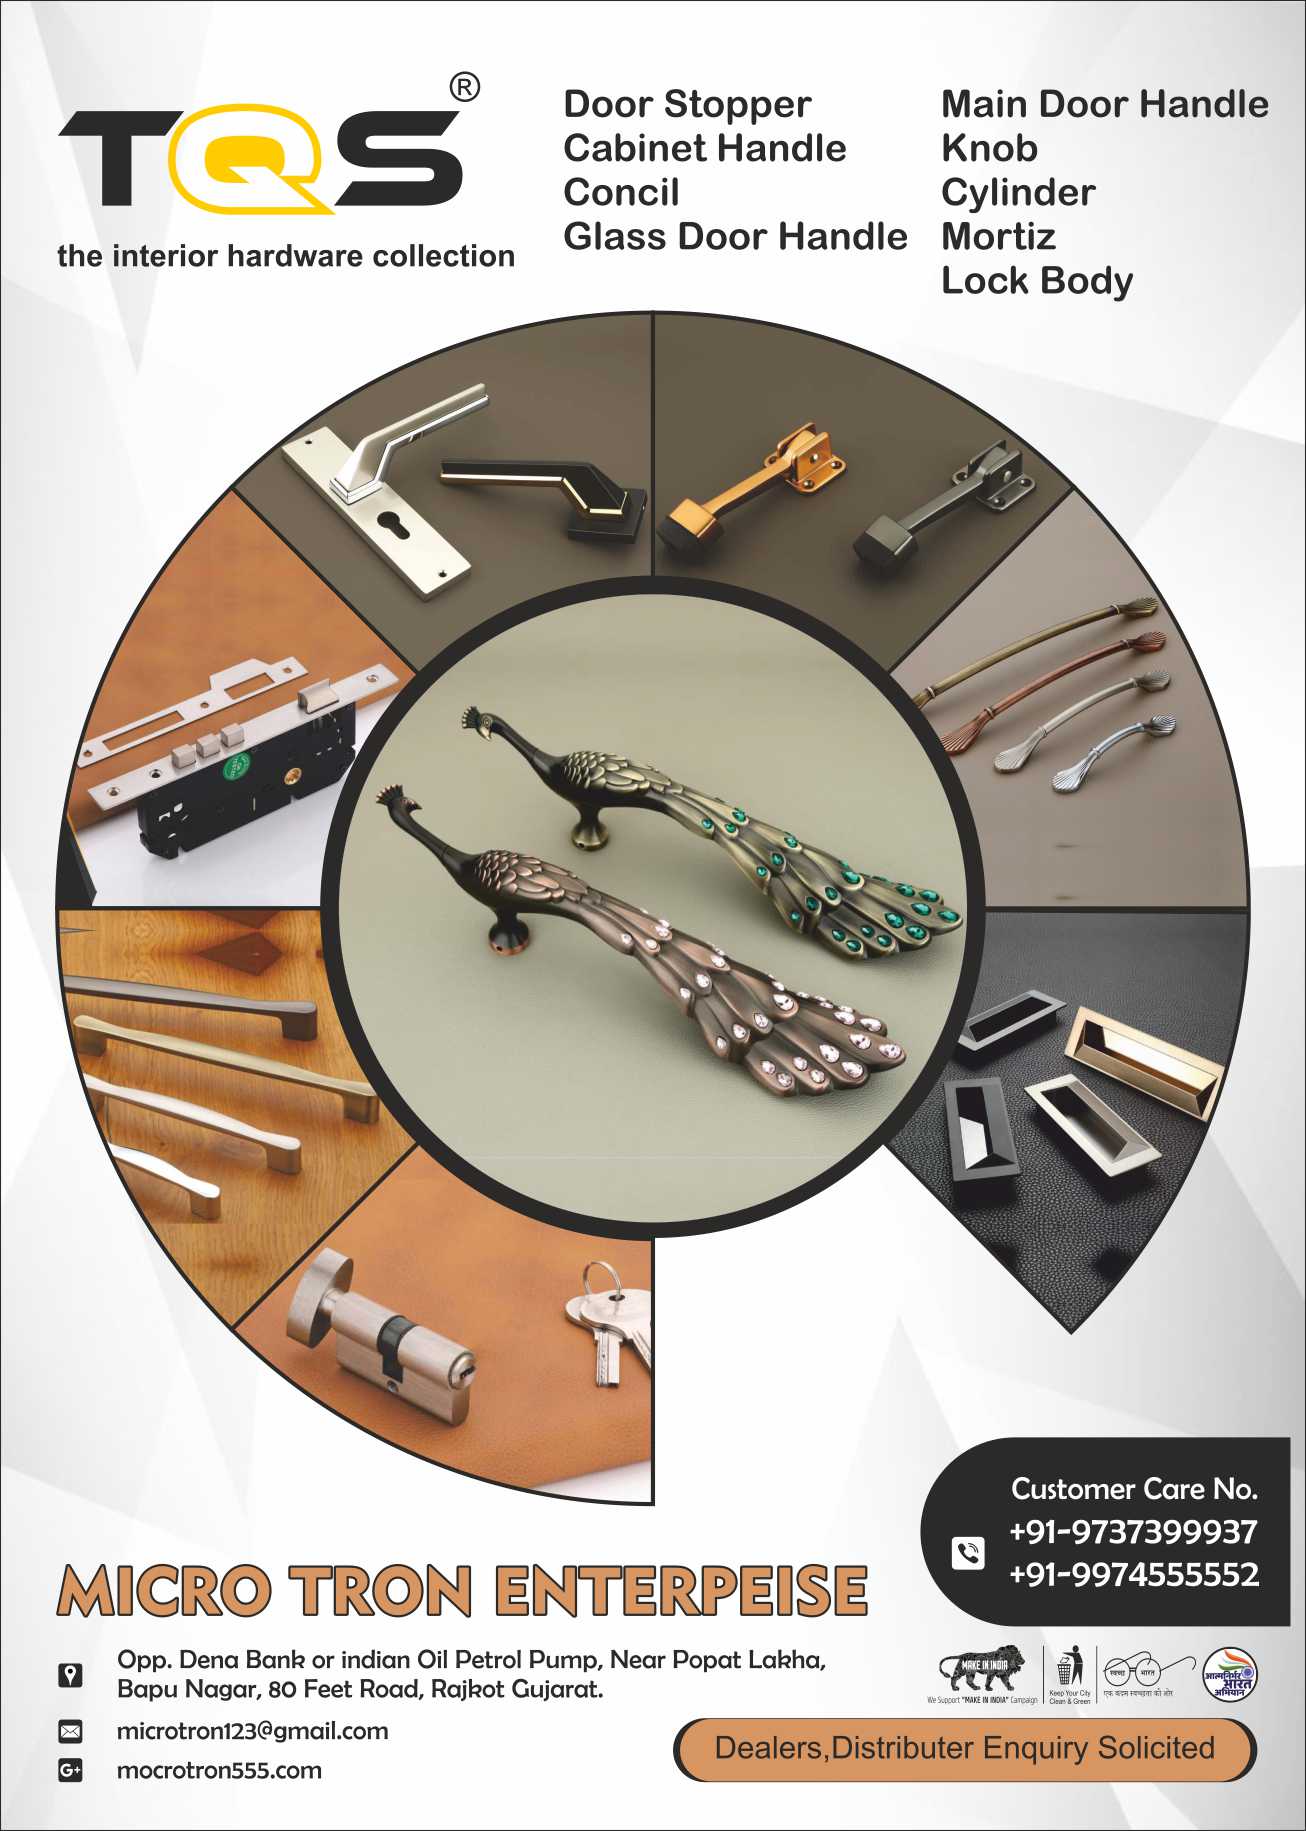 TQS®
the interior hardware collection
Door Stopper
Cabinet Handle
Concil
Glass Door Handle
Main Door Handle
Knob
Cylinder
Mortiz
Lock Body
Customer Care No.
+91-9737399937
+91-9974555552
MICRO TRON ENTERPEISE
Opp. Dena Bank or indian Oil Petrol Pump, Near Popat Lakha,
Bapu Nagar, 80 Feet Road, Rajkot Gujarat.
microtron123@gmail.com
G+
mocrotron555.com
MAKE IN INDIA
We Support "MAKE IN INDIA" Campaign
Keep Your City
Clean & Green
स्वच्छ भारत
एक कदम स्वच्छता की ओर
आत्मनिर्भर
भारत
अभियान
Dealers,Distributer Enquiry Solicited